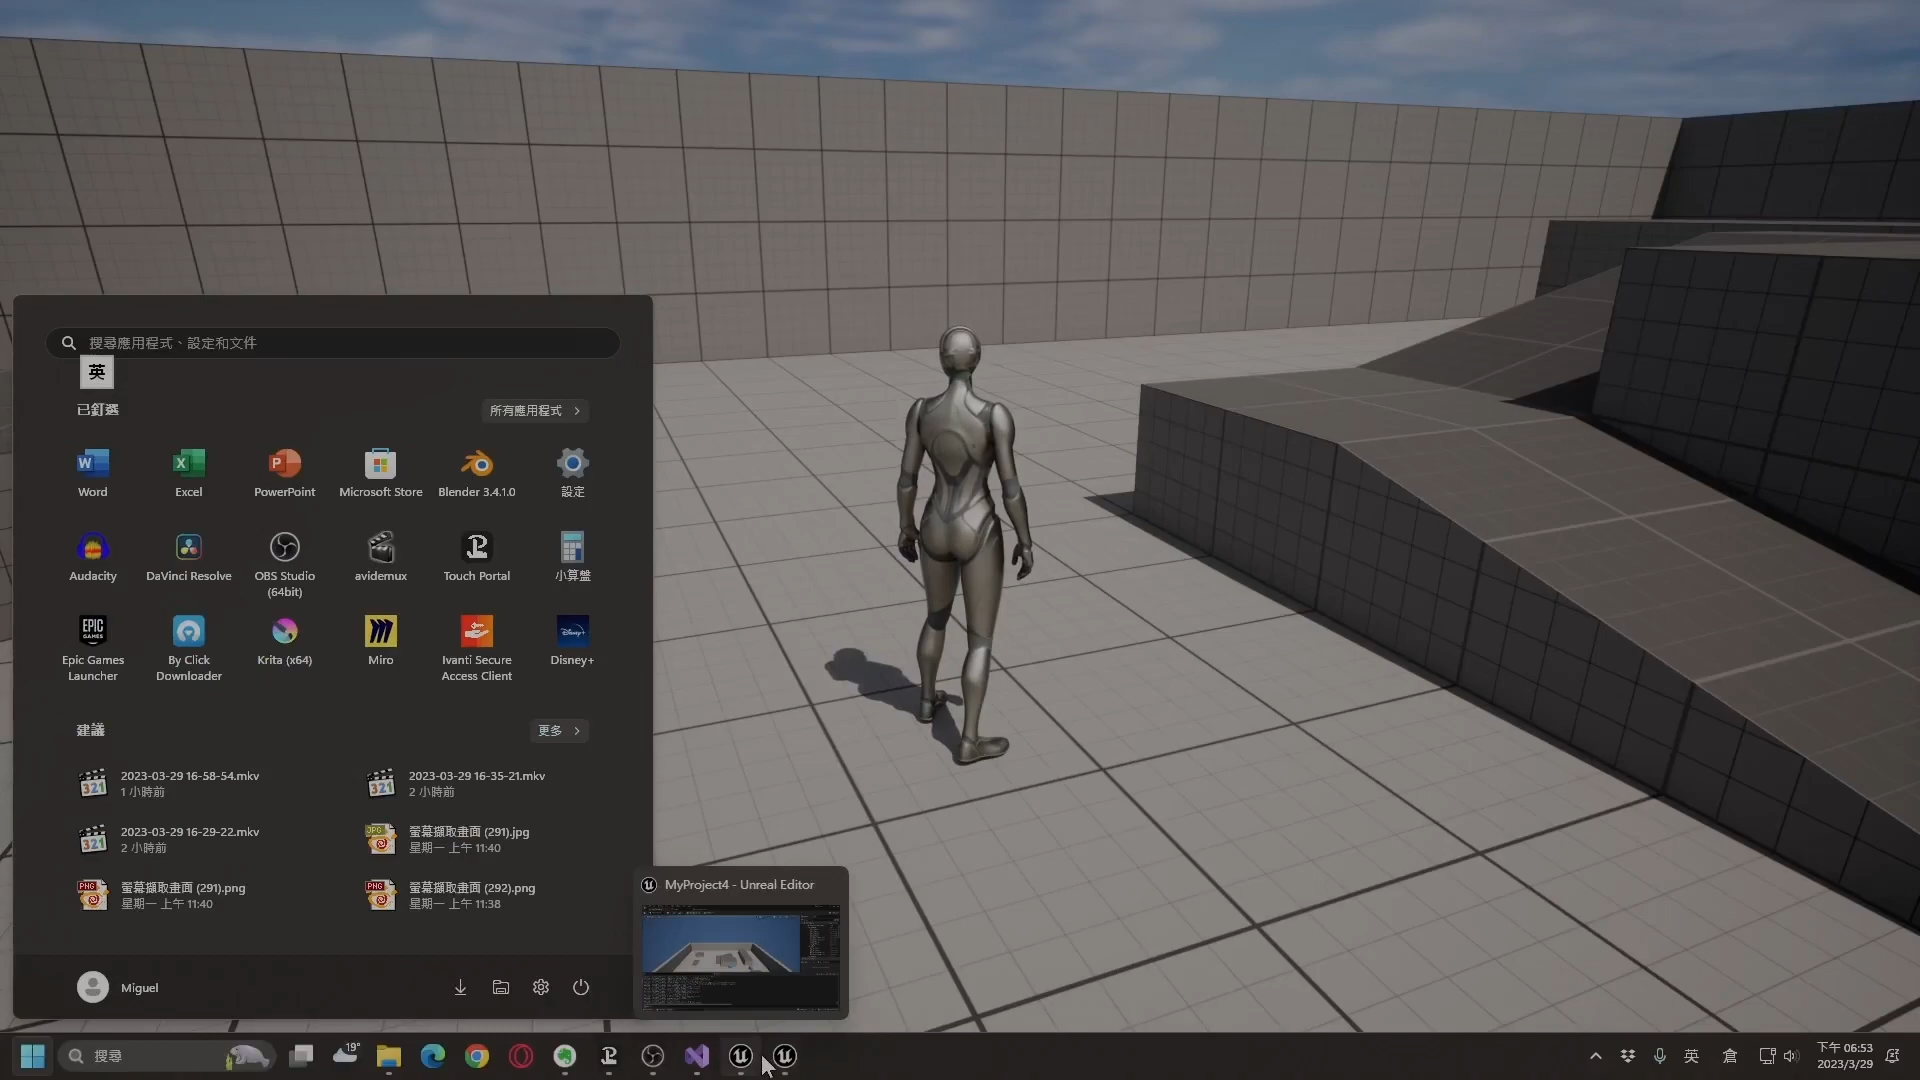 搜尋應用程式、設定和文件
英
已釘選
所有應用程式
Word
Excel
PowerPoint
Microsoft Store
Blender 3.4.1.0
設定
Audacity
DaVinci Resolve
OBS Studio
(64bit)
avidemux
Touch Portal
小算盤
EPIC
GAMES
Epic Games
Launcher
By Click
Downloader
Krita (x64)
Miro
Ivanti Secure
Access Client
Disney+
Disney+
建議
更多
2023-03-29 16-58-54.mkv
1 小時前
2023-03-29 16-35-21.mkv
2 小時前
2023-03-29 16-29-22.mkv
2 小時前
螢幕擷取畫面 (291).jpg
星期一 上午 11:40
螢幕擷取畫面 (291).png
星期一 上午 11:40
螢幕擷取畫面 (292).png
星期一 上午 11:38
MyProject4 - Unreal Editor
Miguel
搜尋
19°
英
倉
下午 06:53
2023/3/29